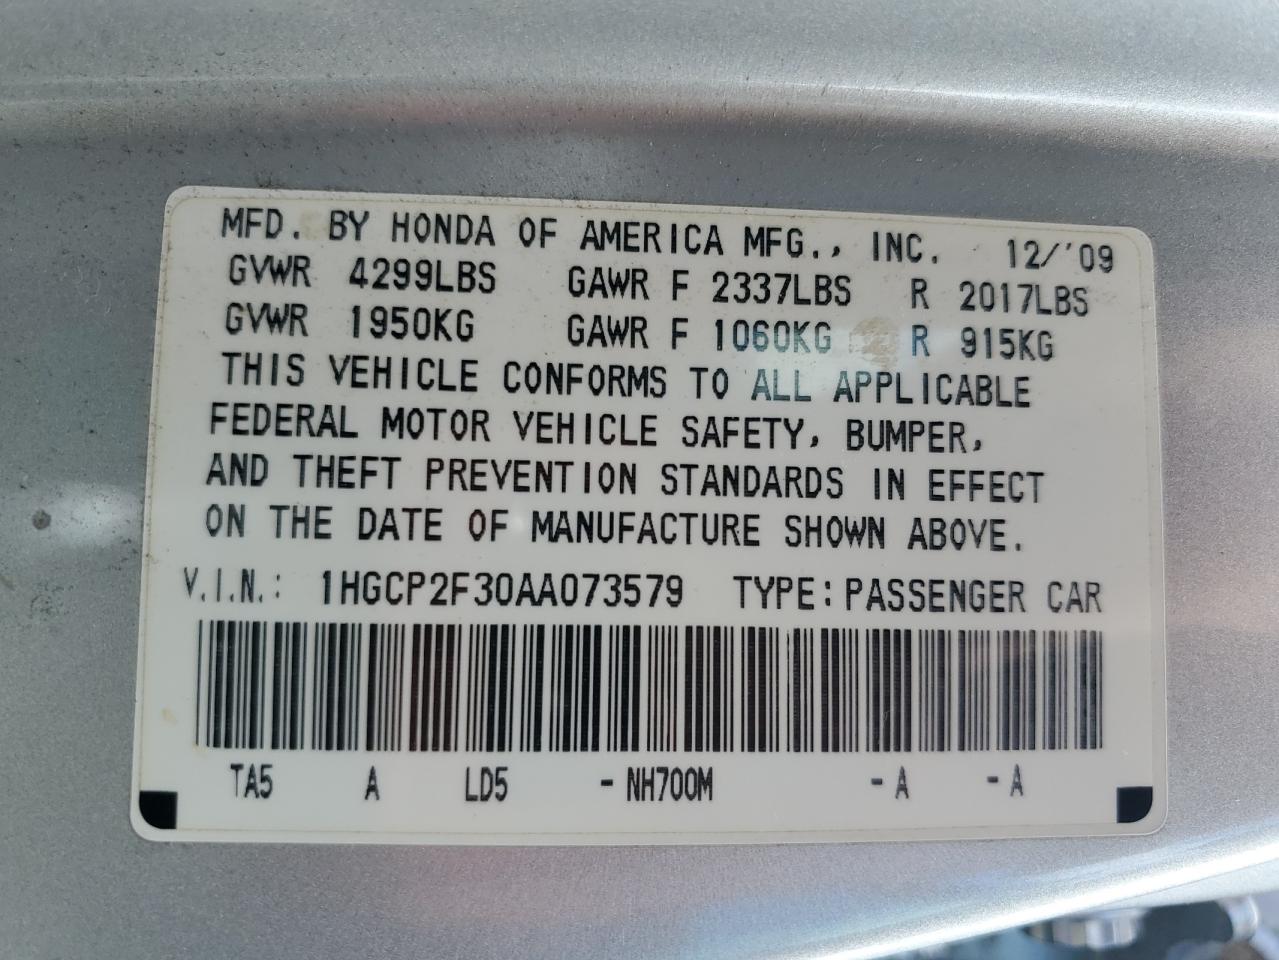 MFD. BY HONDA OF AMERICA MFG., INC. 12/'09
GVWR 4299LBS GAWR F 2337LBS R 2017LBS
GVWR 1950KG GAWR F 1060KG R 915KG
THIS VEHICLE CONFORMS TO ALL APPLICABLE
FEDERAL MOTOR VEHICLE SAFETY, BUMPER,
AND THEFT PREVENTION STANDARDS IN EFFECT
ON THE DATE OF MANUFACTURE SHOWN ABOVE.
V.I.N.: 1HGCP2F30AA073579 TYPE: PASSENGER CAR
TA5 A LD5 - NH700M - A - A